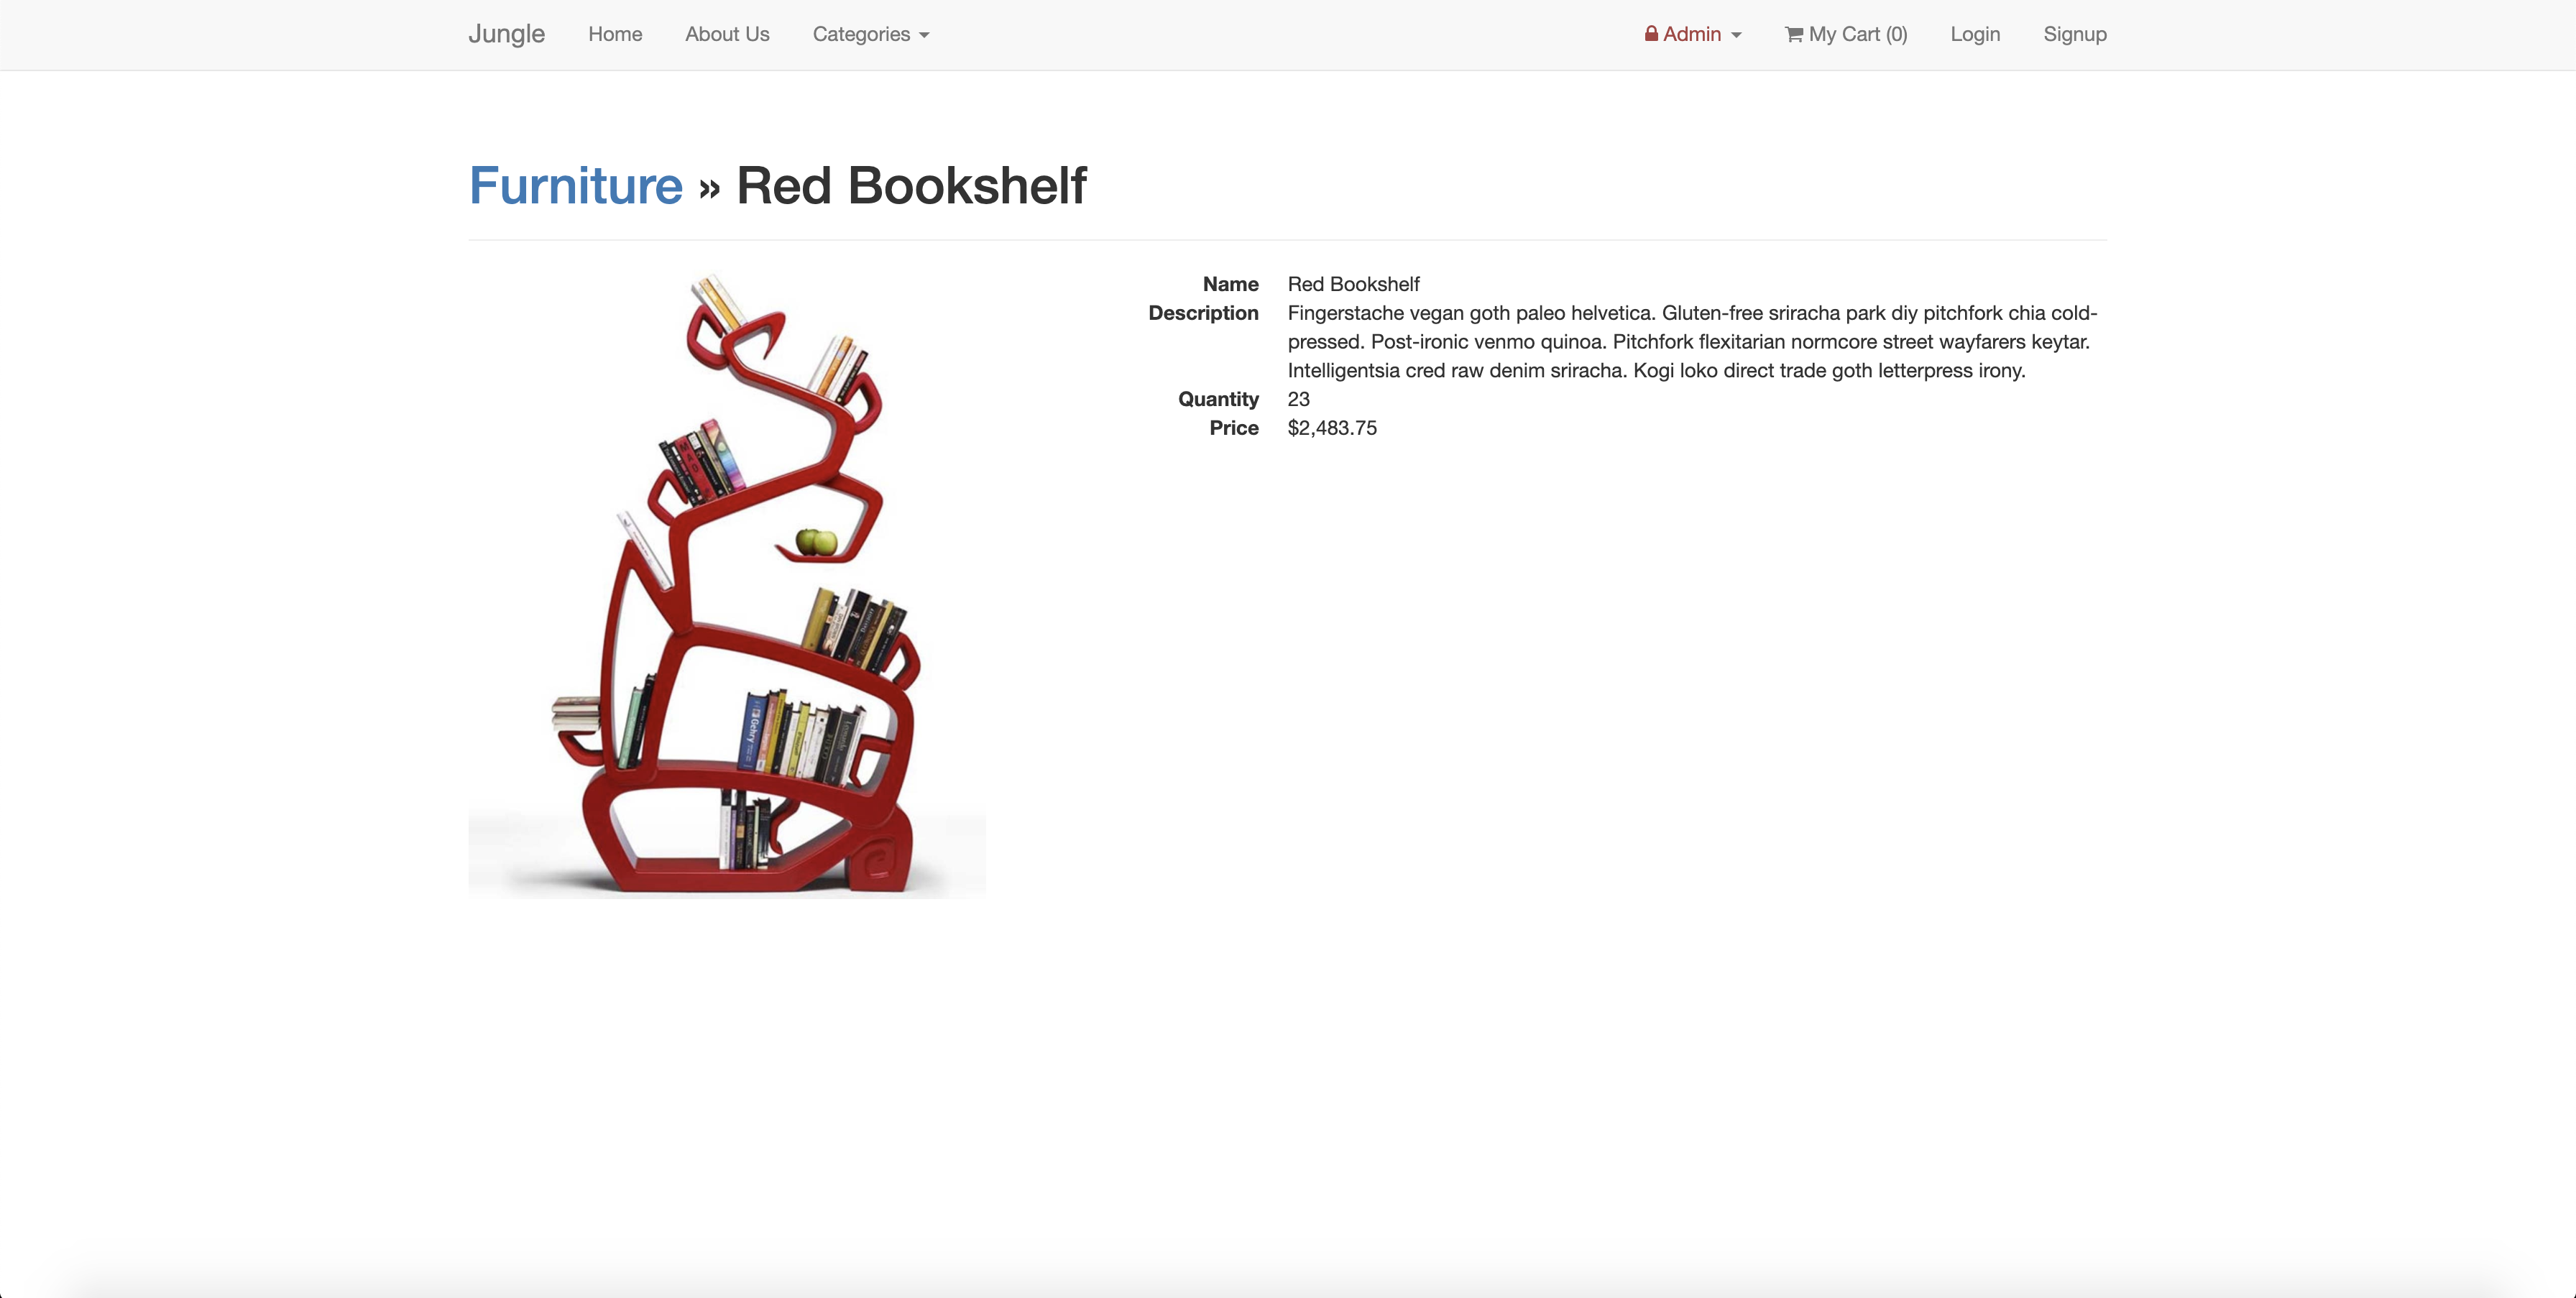 Jungle Home About Us Categories Admin My Cart (0) Login Signup
Furniture » Red Bookshelf
Name Red Bookshelf
Description Fingerstache vegan goth paleo helvetica. Gluten-free sriracha park diy pitchfork chia cold-
pressed. Post-ironic venmo quinoa. Pitchfork flexitarian normcore street wayfarers keytar.
Intelligentsia cred raw denim sriracha. Kogi loko direct trade goth letterpress irony.
Quantity 23
Price $2,483.75
Gehry